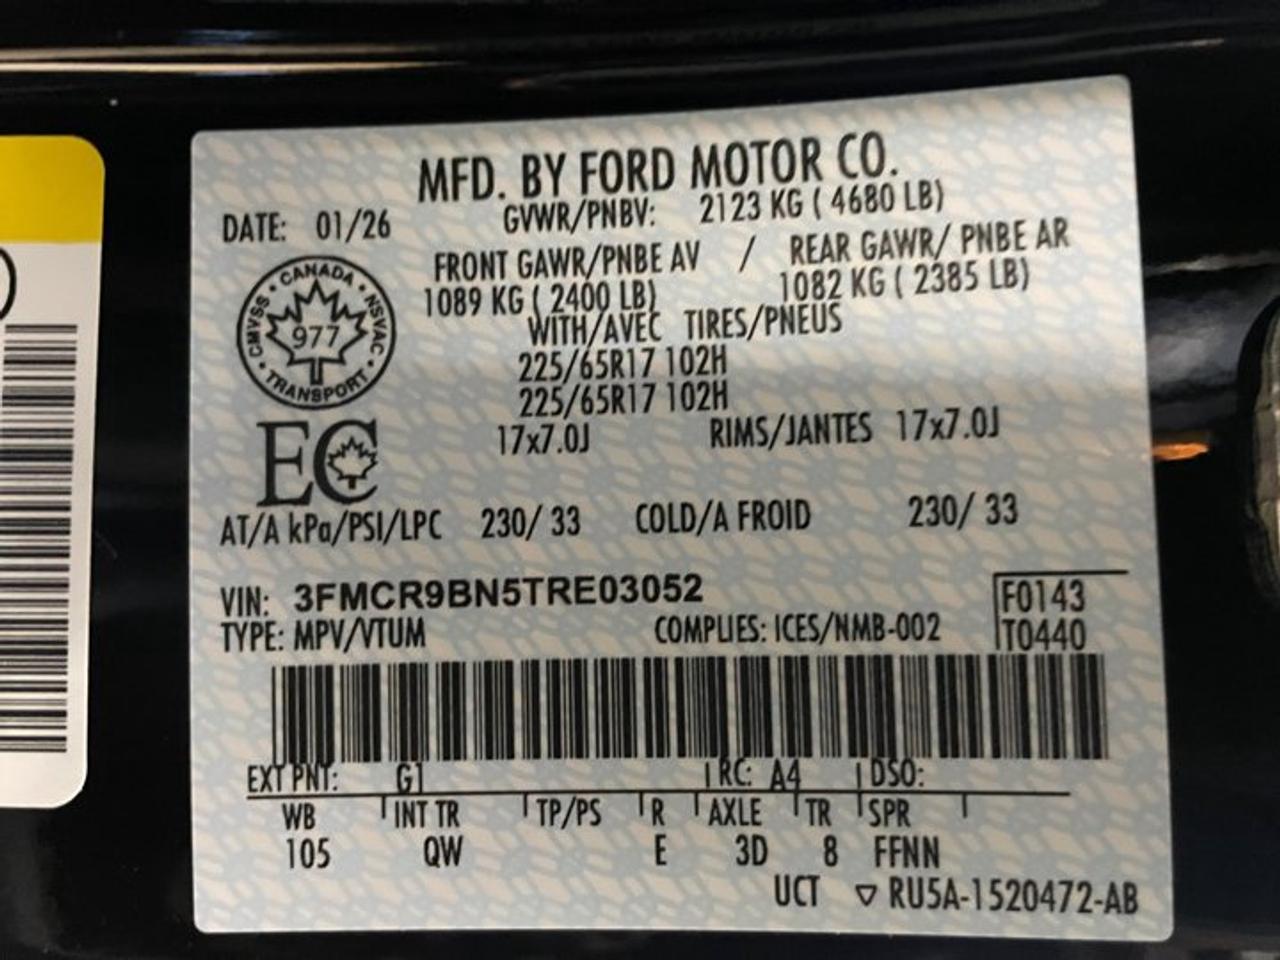 MFD. BY FORD MOTOR CO.
DATE: 01/26
GVWR/PNBV: 2123 KG ( 4680 LB)
FRONT GAWR/PNBE AV / REAR GAWR/ PNBE AR
1089 KG ( 2400 LB) 1082 KG ( 2385 LB)
WITH/AVEC TIRES/PNEUS
225/65R17 102H
225/65R17 102H
17x7.0J RIMS/JANTES 17x7.0J
CANADA • NSVAC • TRANSPORT • CMVSS •
977
EC
AT/A kPa/PSI/LPC 230/ 33 COLD/A FROID 230/ 33
VIN: 3FMCR9BN5TRE03052
F0143
TYPE: MPV/VTUM COMPLIES: ICES/NMB-002
T0440
EXT PNT: G1 RC: A4 DSO:
WB INT TR TP/PS R AXLE TR SPR
105 QW E 3D 8 FFNN
UCT ▽ RU5A-1520472-AB